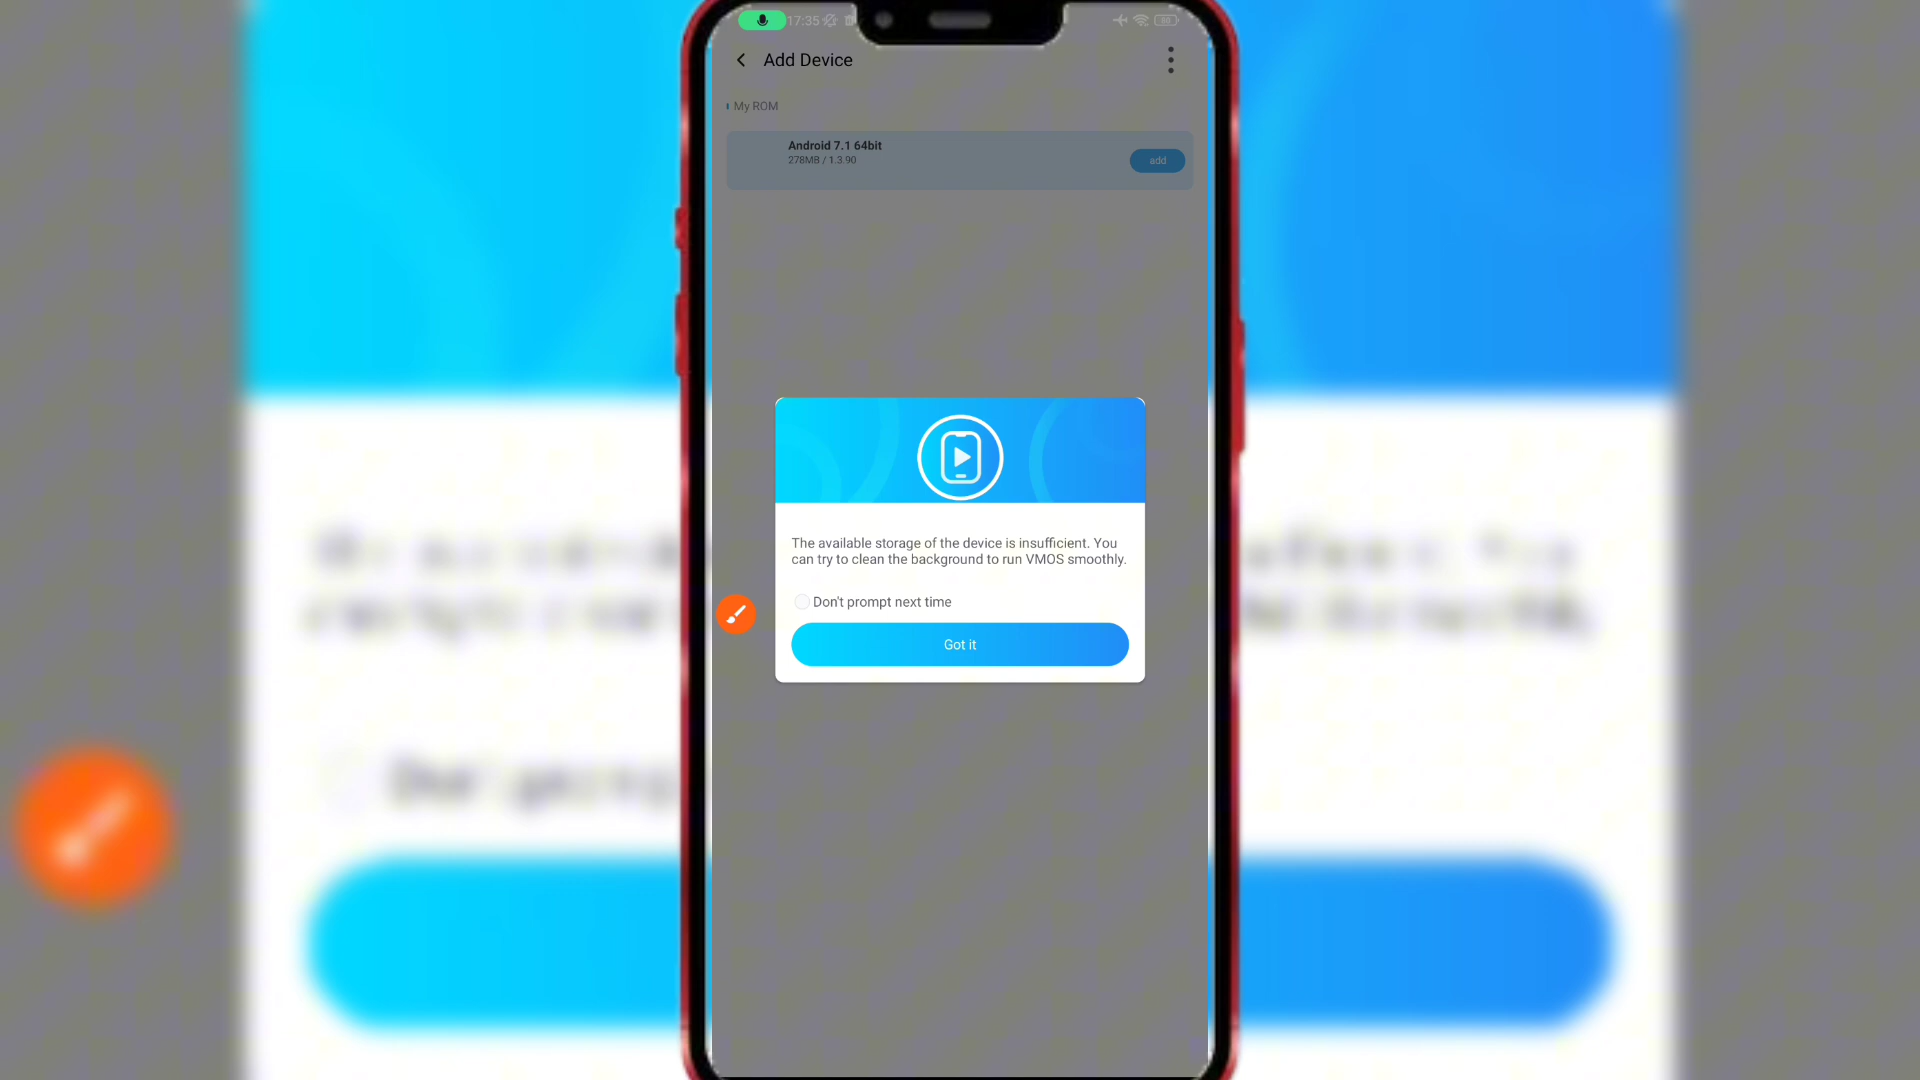 17:35
50
Add Device
My ROM
Android 7.1 64bit
278MB / 1.3.90
add
The available storage of the device is insufficient. You
can try to clean the background to run VMOS smoothly.
Don't prompt next time
Got it